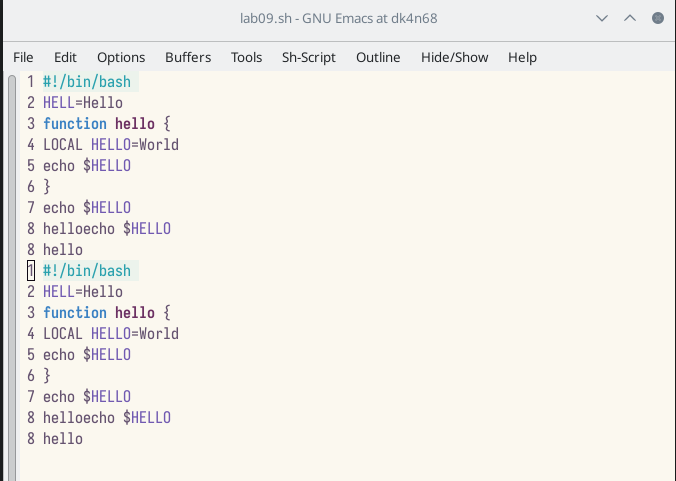 lab09.sh - GNU Emacs at dk4n68
File Edit Options Buffers Tools Sh-Script Outline Hide/Show Help
1 #!/bin/bash
2 HELL=Hello
3 function hello {
4 LOCAL HELLO=World
5 echo $HELLO
6 }
7 echo $HELLO
8 helloecho $HELLO
8 hello
1 #!/bin/bash
2 HELL=Hello
3 function hello {
4 LOCAL HELLO=World
5 echo $HELLO
6 }
7 echo $HELLO
8 helloecho $HELLO
8 hello